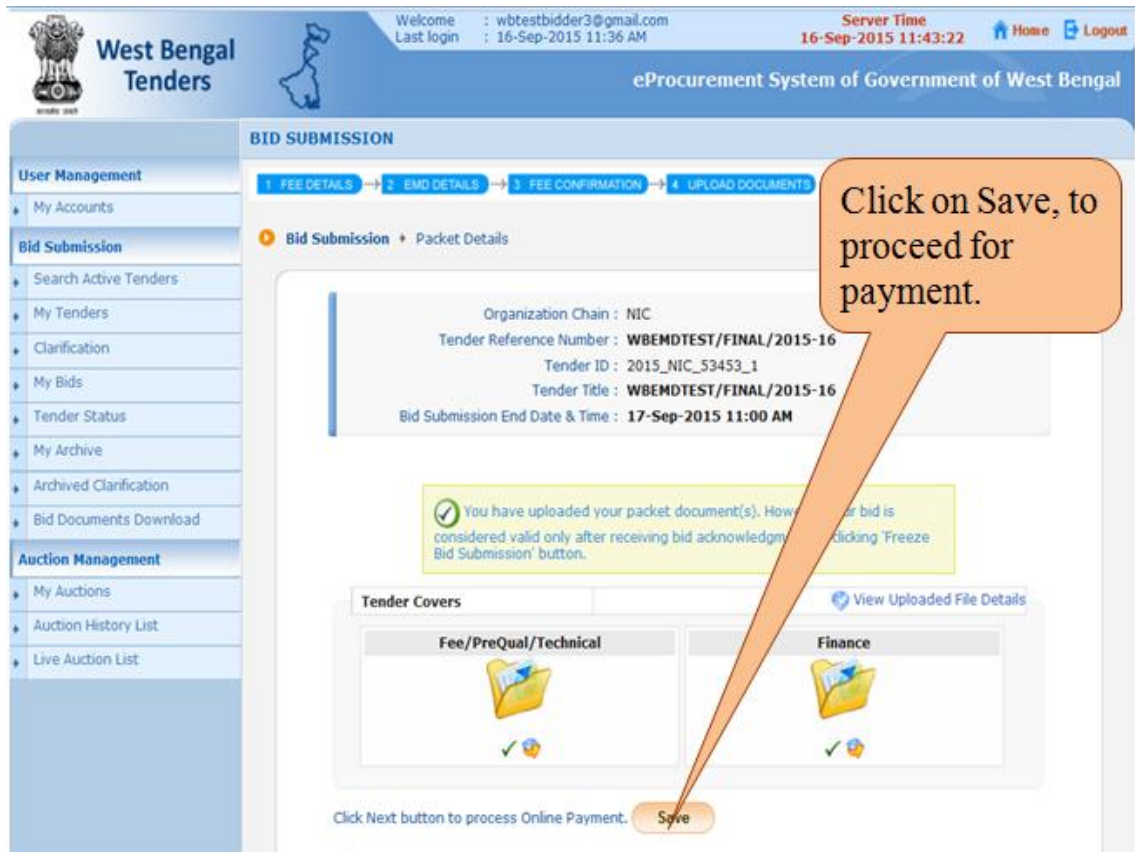 Welcome : wbtestbidder3@gmail.com
Last login : 16-Sep-2015 11:36 AM
Server Time
16-Sep-2015 11:43:22
Home Logout
West Bengal
Tenders
eProcurement System of Government of West Bengal
BID SUBMISSION
User Management
My Accounts
Bid Submission
Search Active Tenders
My Tenders
Clarification
My Bids
Tender Status
My Archive
Archived Clarification
Bid Documents Download
Auction Management
My Auctions
Auction History List
Live Auction List
1 FEE DETAILS 2 EMD DETAILS 3 FEE CONFIRMATION 4 UPLOAD DOCUMENTS
Click on Save, to
proceed for
payment.
Bid Submission Packet Details
Organization Chain : NIC
Tender Reference Number : WBEMDTEST/FINAL/2015-16
Tender ID : 2015_NIC_53453_1
Tender Title : WBEMDTEST/FINAL/2015-16
Bid Submission End Date & Time : 17-Sep-2015 11:00 AM
You have uploaded your packet document(s). bid is
considered valid only after receiving bid clicking 'Freeze
Bid Submission' button.
Tender Covers
View Uploaded File Details
Fee/PreQual/Technical
Finance
Click Next button to process Online Payment. Save